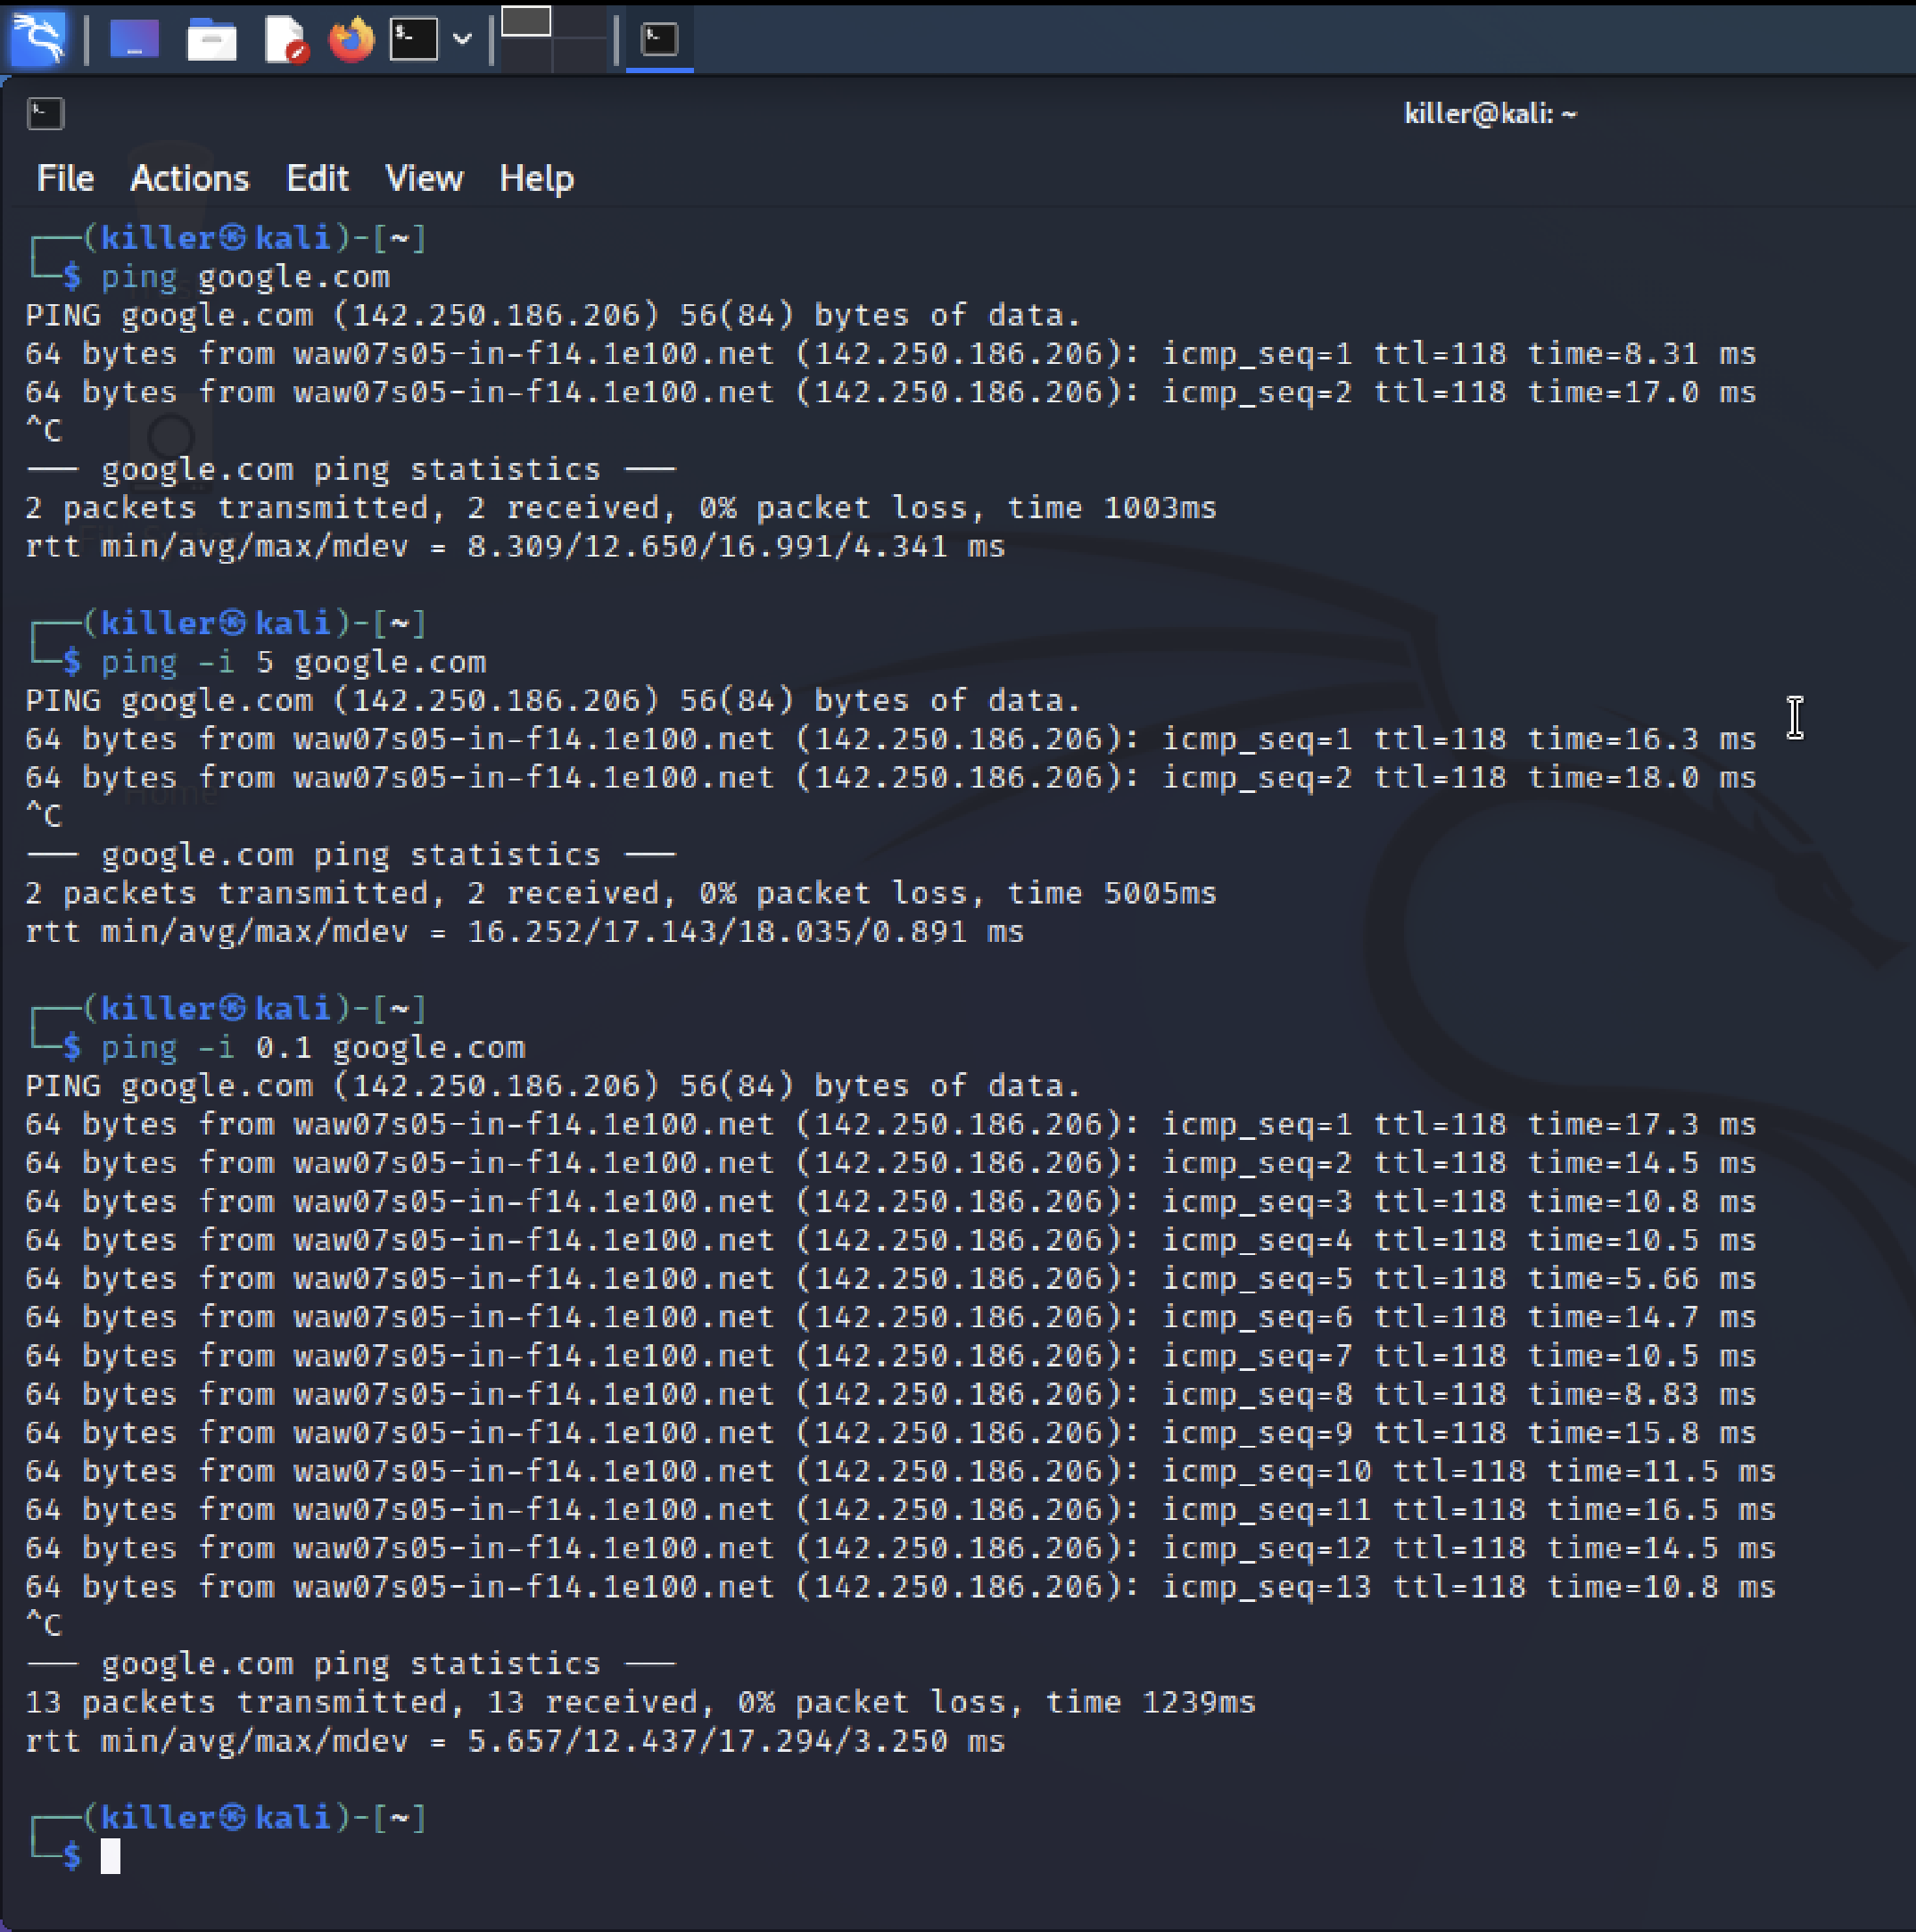 killer@kali: ~
File Actions Edit View Help
┌──(killer㉿kali)-[~]
└─$ ping google.com
PING google.com (142.250.186.206) 56(84) bytes of data.
64 bytes from waw07s05-in-f14.1e100.net (142.250.186.206): icmp_seq=1 ttl=118 time=8.31 ms
64 bytes from waw07s05-in-f14.1e100.net (142.250.186.206): icmp_seq=2 ttl=118 time=17.0 ms
^C
--- google.com ping statistics ---
2 packets transmitted, 2 received, 0% packet loss, time 1003ms
rtt min/avg/max/mdev = 8.309/12.650/16.991/4.341 ms
┌──(killer㉿kali)-[~]
└─$ ping -i 5 google.com
PING google.com (142.250.186.206) 56(84) bytes of data.
64 bytes from waw07s05-in-f14.1e100.net (142.250.186.206): icmp_seq=1 ttl=118 time=16.3 ms
64 bytes from waw07s05-in-f14.1e100.net (142.250.186.206): icmp_seq=2 ttl=118 time=18.0 ms
^C
--- google.com ping statistics ---
2 packets transmitted, 2 received, 0% packet loss, time 5005ms
rtt min/avg/max/mdev = 16.252/17.143/18.035/0.891 ms
┌──(killer㉿kali)-[~]
└─$ ping -i 0.1 google.com
PING google.com (142.250.186.206) 56(84) bytes of data.
64 bytes from waw07s05-in-f14.1e100.net (142.250.186.206): icmp_seq=1 ttl=118 time=17.3 ms
64 bytes from waw07s05-in-f14.1e100.net (142.250.186.206): icmp_seq=2 ttl=118 time=14.5 ms
64 bytes from waw07s05-in-f14.1e100.net (142.250.186.206): icmp_seq=3 ttl=118 time=10.8 ms
64 bytes from waw07s05-in-f14.1e100.net (142.250.186.206): icmp_seq=4 ttl=118 time=10.5 ms
64 bytes from waw07s05-in-f14.1e100.net (142.250.186.206): icmp_seq=5 ttl=118 time=5.66 ms
64 bytes from waw07s05-in-f14.1e100.net (142.250.186.206): icmp_seq=6 ttl=118 time=14.7 ms
64 bytes from waw07s05-in-f14.1e100.net (142.250.186.206): icmp_seq=7 ttl=118 time=10.5 ms
64 bytes from waw07s05-in-f14.1e100.net (142.250.186.206): icmp_seq=8 ttl=118 time=8.83 ms
64 bytes from waw07s05-in-f14.1e100.net (142.250.186.206): icmp_seq=9 ttl=118 time=15.8 ms
64 bytes from waw07s05-in-f14.1e100.net (142.250.186.206): icmp_seq=10 ttl=118 time=11.5 ms
64 bytes from waw07s05-in-f14.1e100.net (142.250.186.206): icmp_seq=11 ttl=118 time=16.5 ms
64 bytes from waw07s05-in-f14.1e100.net (142.250.186.206): icmp_seq=12 ttl=118 time=14.5 ms
64 bytes from waw07s05-in-f14.1e100.net (142.250.186.206): icmp_seq=13 ttl=118 time=10.8 ms
^C
--- google.com ping statistics ---
13 packets transmitted, 13 received, 0% packet loss, time 1239ms
rtt min/avg/max/mdev = 5.657/12.437/17.294/3.250 ms
┌──(killer㉿kali)-[~]
└─$